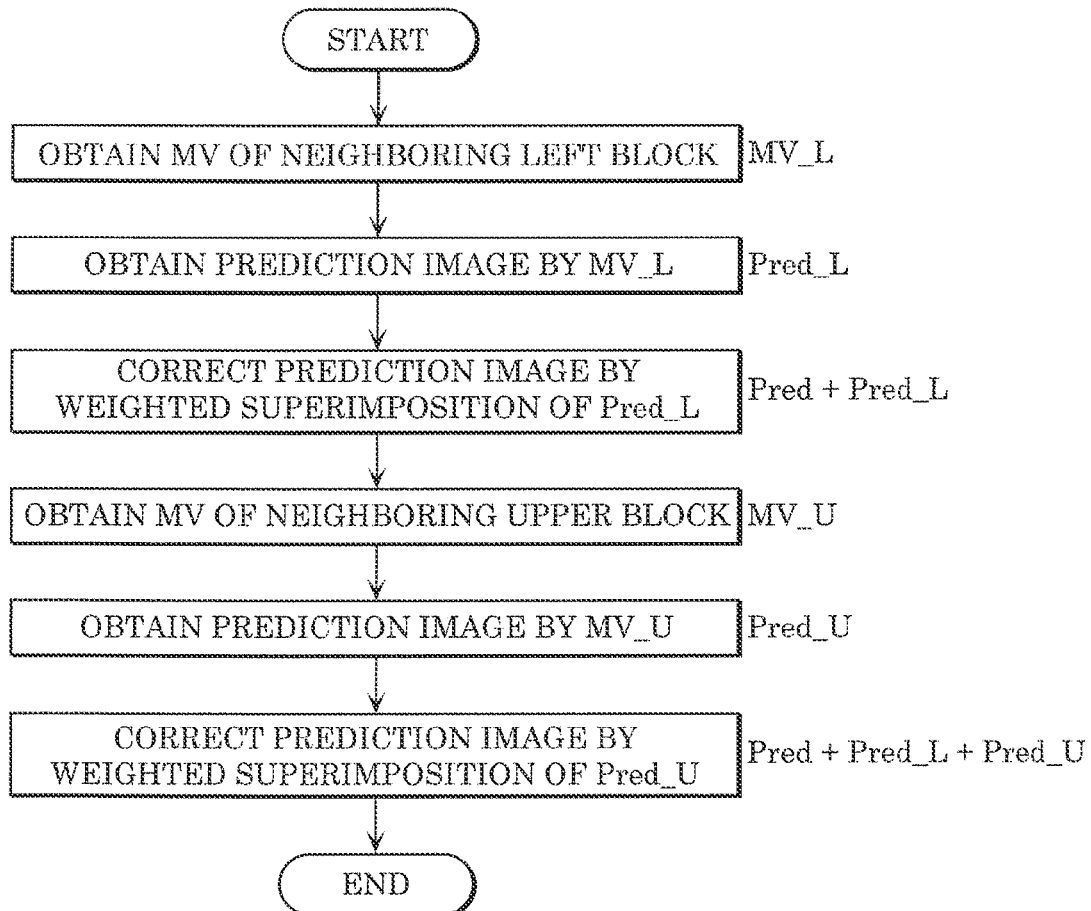 START
OBTAIN MV OF NEIGHBORING LEFT BLOCK MV_L
OBTAIN PREDICTION IMAGE BY MV_L Pred_L
CORRECT PREDICTION IMAGE BY
WEIGHTED SUPERIMPOSITION OF Pred_L
Pred + Pred_L
OBTAIN MV OF NEIGHBORING UPPER BLOCK MV_U
OBTAIN PREDICTION IMAGE BY MV_U Pred_U
CORRECT PREDICTION IMAGE BY
WEIGHTED SUPERIMPOSITION OF Pred_U
Pred + Pred_L + Pred_U
END